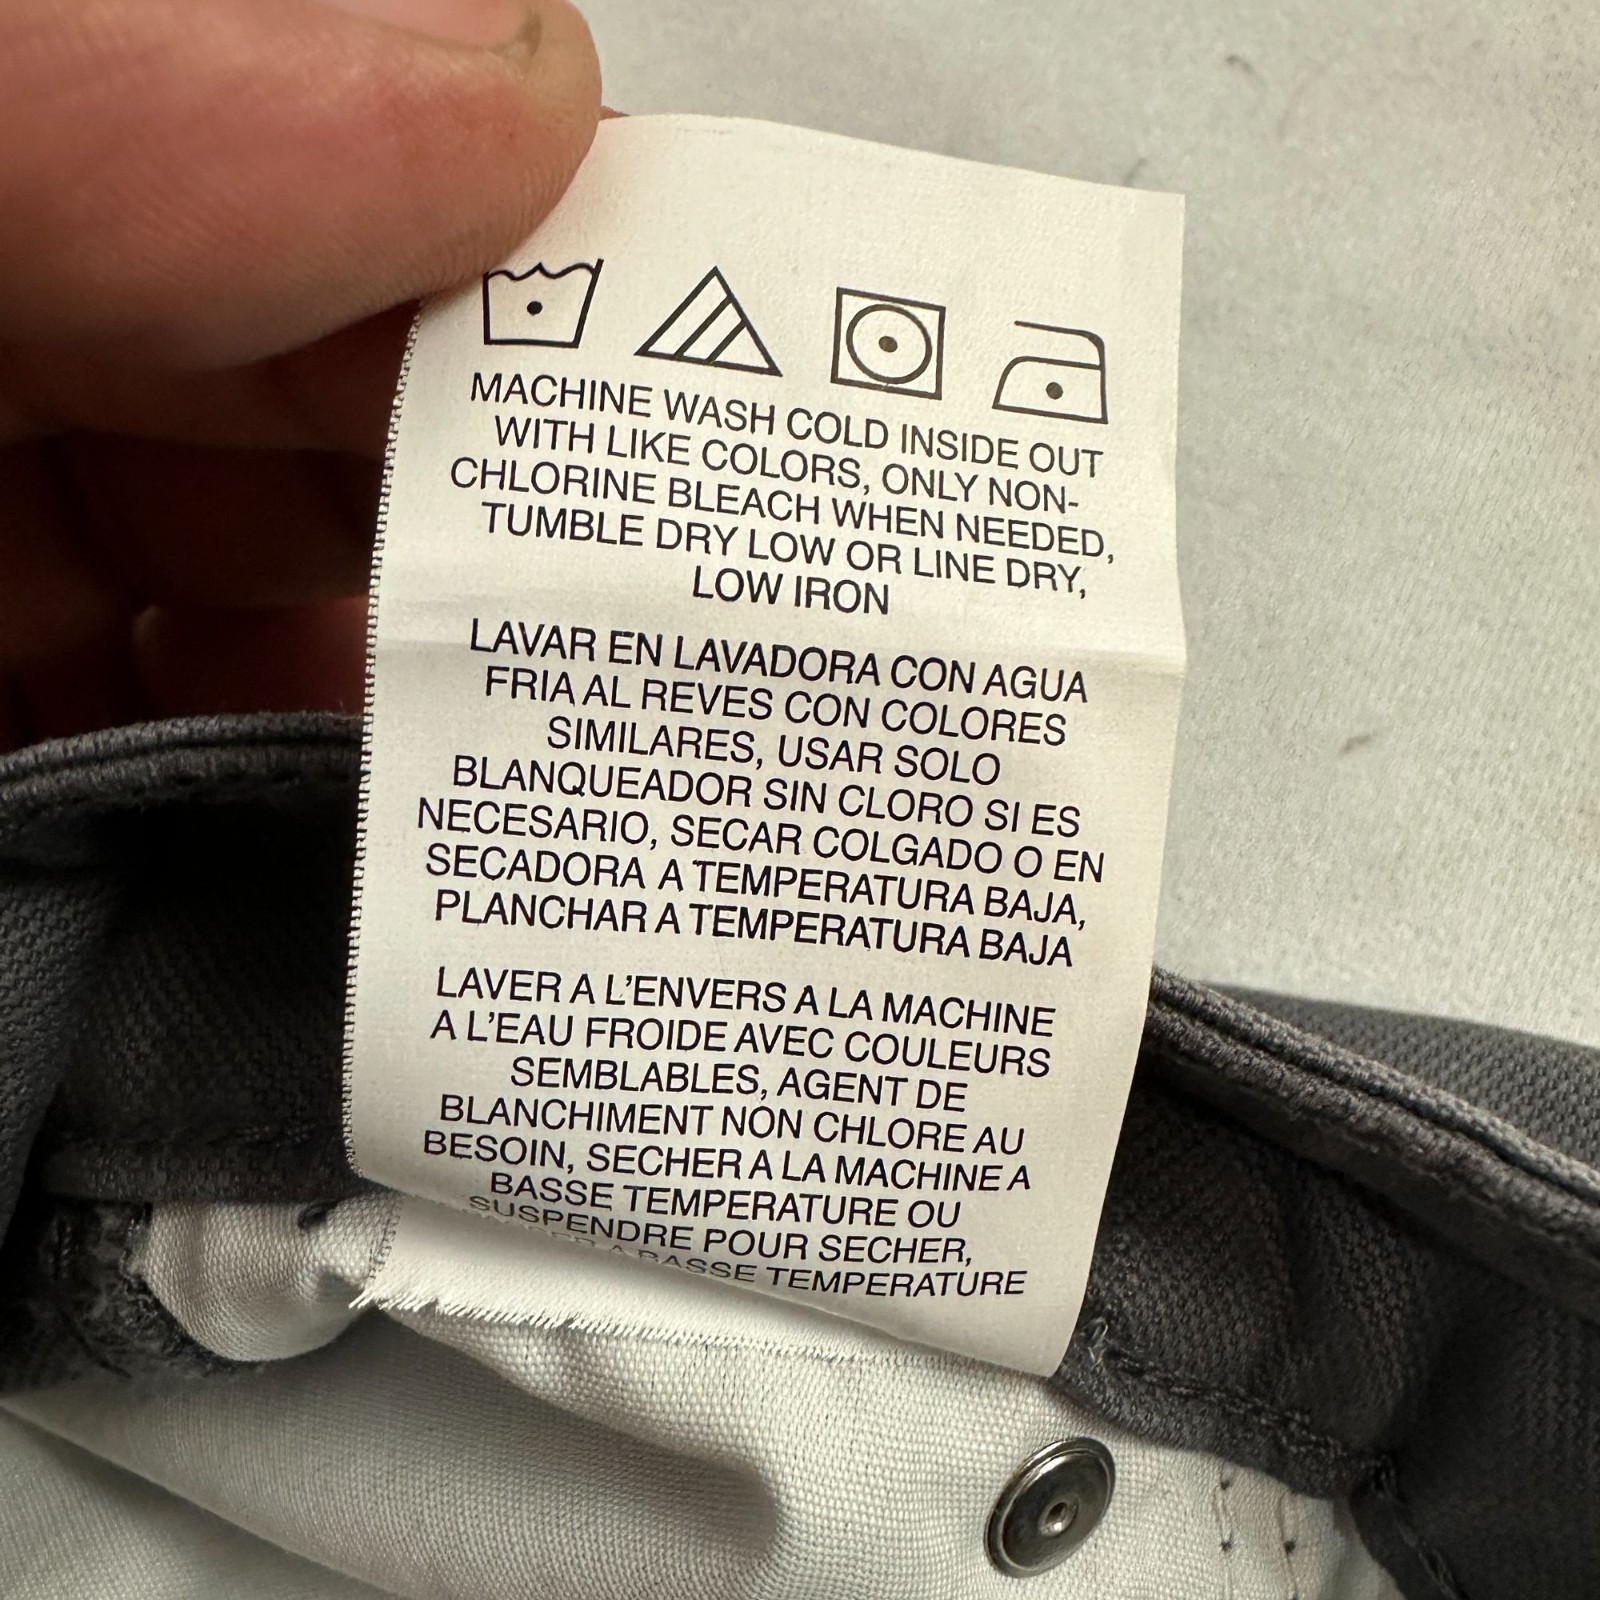 MACHINE WASH COLD INSIDE OUT
WITH LIKE COLORS, ONLY NON-
CHLORINE BLEACH WHEN NEEDED,
TUMBLE DRY LOW OR LINE DRY,
LOW IRON
LAVAR EN LAVADORA CON AGUA
FRIA AL REVES CON COLORES
SIMILARES, USAR SOLO
BLANQUEADOR SIN CLORO SI ES
NECESARIO, SECAR COLGADO O EN
SECADORA A TEMPERATURA BAJA,
PLANCHAR A TEMPERATURA BAJA
LAVER A L'ENVERS A LA MACHINE
A L'EAU FROIDE AVEC COULEURS
SEMBLABLES, AGENT DE
BLANCHIMENT NON CHLORE AU
BESOIN, SECHER A LA MACHINE A
BASSE TEMPERATURE OU
SUSPENDRE POUR SECHER,
A BASSE TEMPERATURE